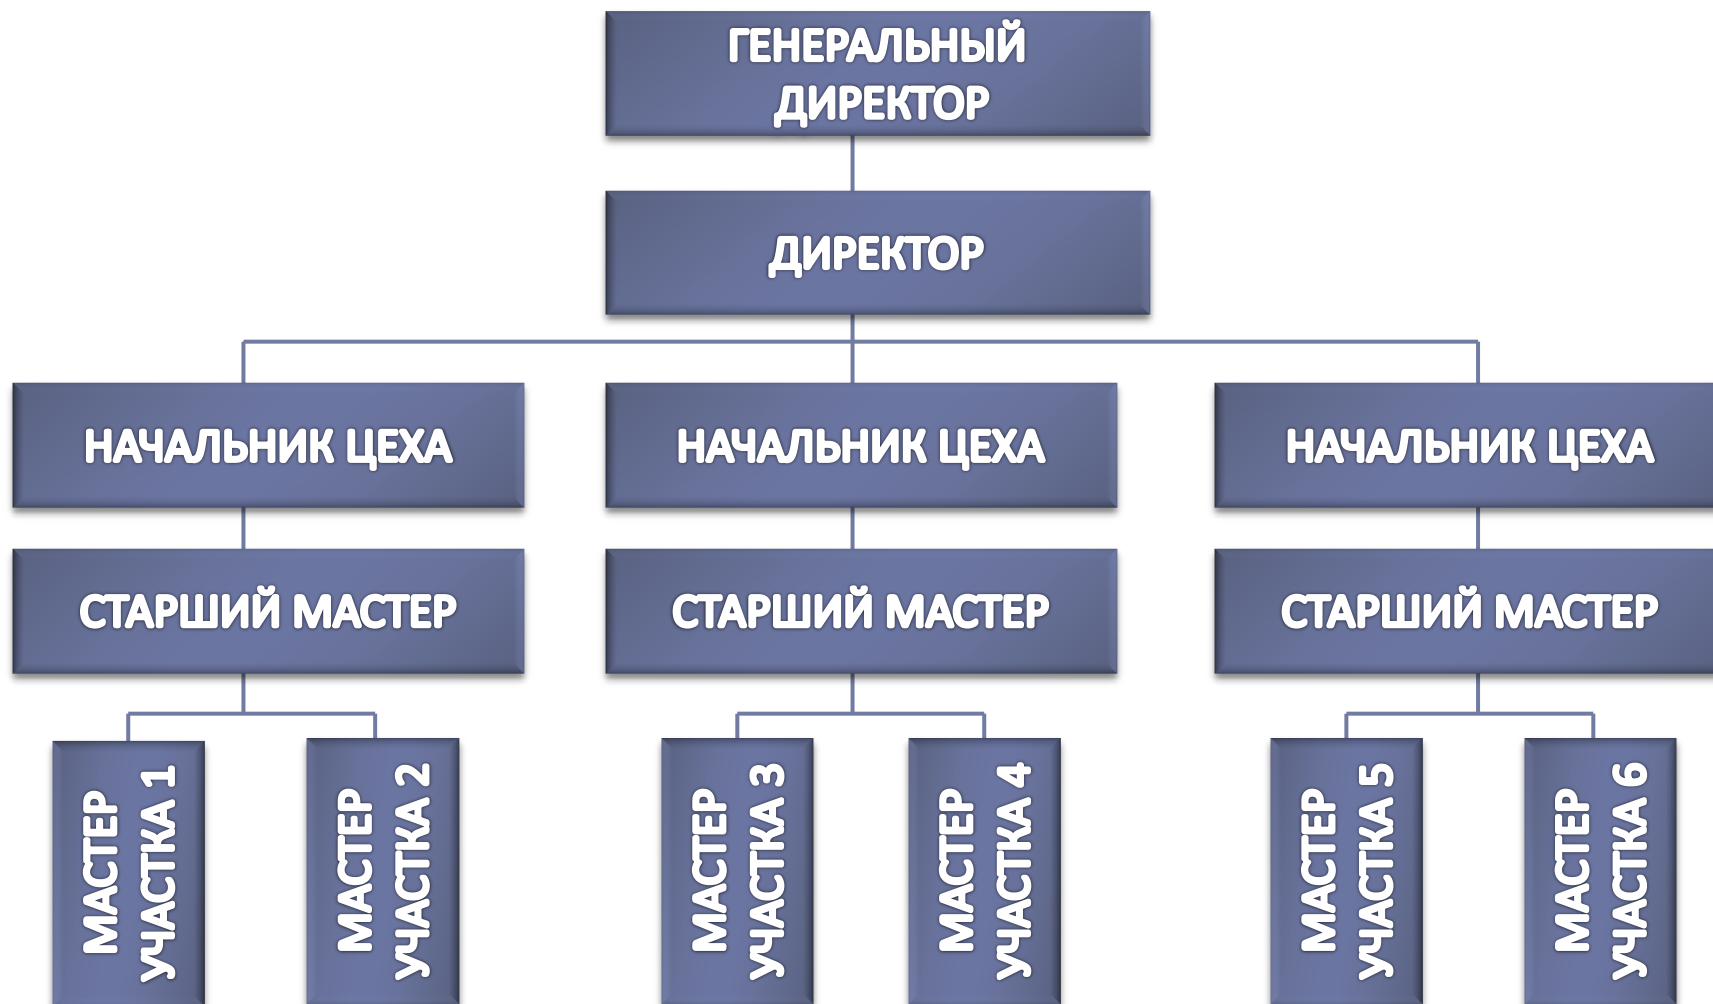 ГЕНЕРАЛЬНЫЙ
ДИРЕКТОР
ДИРЕКТОР
НАЧАЛЬНИК ЦЕХА
НАЧАЛЬНИК ЦЕХА
НАЧАЛЬНИК ЦЕХА
СТАРШИЙ МАСТЕР
СТАРШИЙ МАСТЕР
СТАРШИЙ МАСТЕР
МАСТЕР
УЧАСТКА 1
МАСТЕР
УЧАСТКА 2
МАСТЕР
УЧАСТКА 3
МАСТЕР
УЧАСТКА 4
МАСТЕР
УЧАСТКА 5
МАСТЕР
УЧАСТКА 6